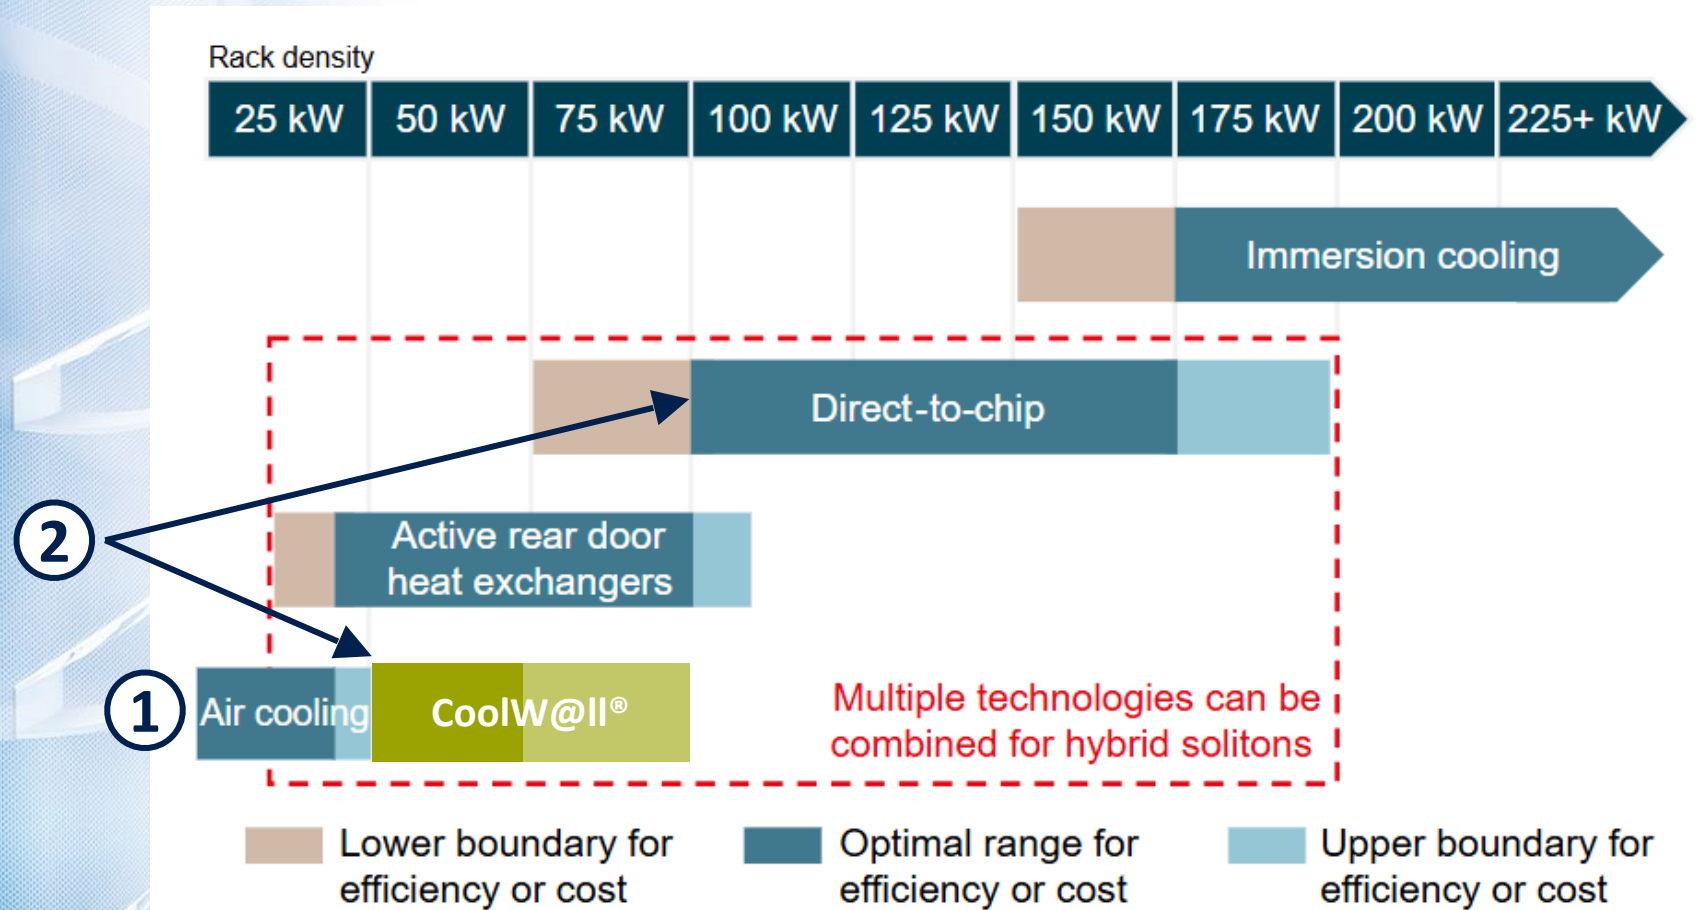 Rack density
25 kW 50 kW 75 kW 100 kW 125 kW 150 kW 175 kW 200 kW 225+ kW
Immersion cooling
Direct-to-chip
2
Active rear door
heat exchangers
1
Air cooling
CoolW@ll®
Multiple technologies can be
combined for hybrid solitons
Lower boundary for
efficiency or cost
Optimal range for
efficiency or cost
Upper boundary for
efficiency or cost